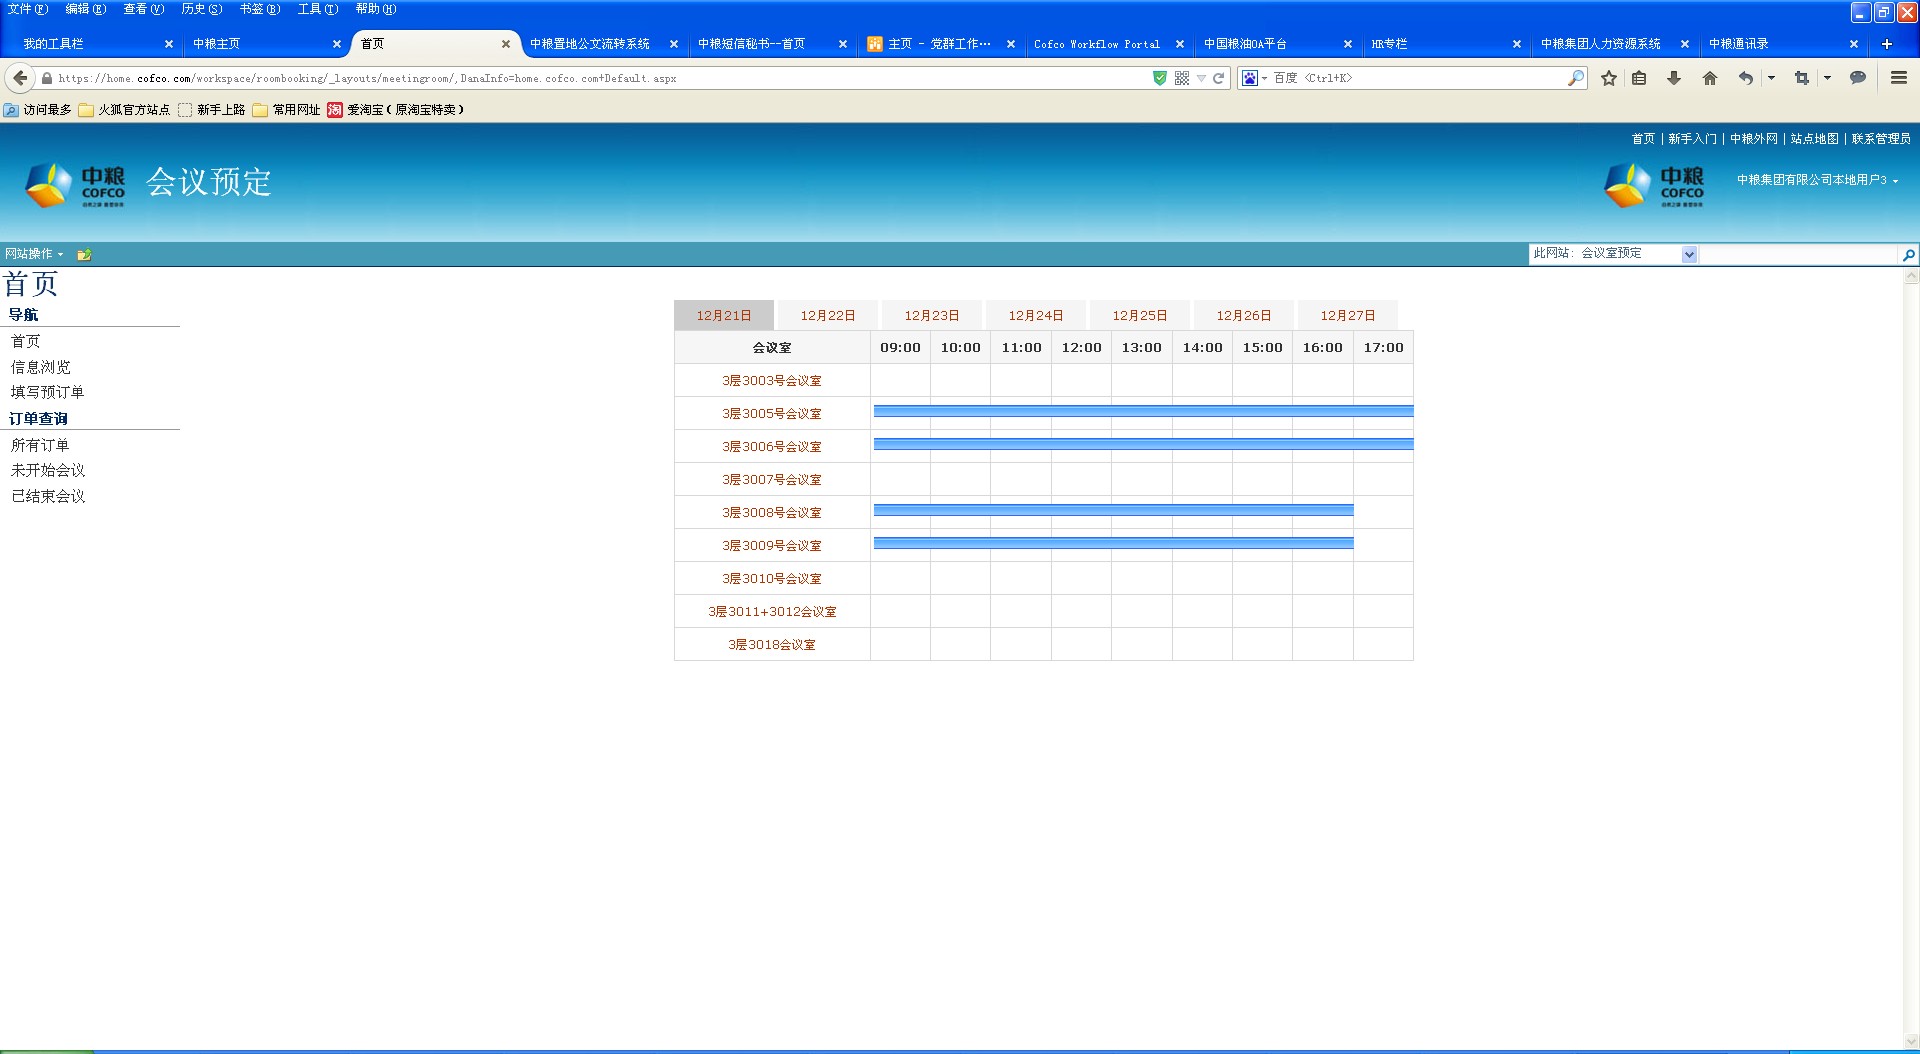 文件(F) 编辑(E) 查看(V) 历史(S) 书签(B) 工具(T) 帮助(H)
我的工具栏 中粮主页 首页 中粮置地公文流转系统 中粮短信秘书--首页 主页 - 党群工作… Cofco Workflow Portal 中国粮油OA平台 HR专栏 中粮集团人力资源系统 中粮通讯录
https://home.cofco.com/workspace/roombooking/_layouts/meetingroom/,DanaInfo=home.cofco.com+Default.aspx 百度 <Ctrl+K>
访问最多 火狐官方站点 新手上路 常用网址 淘 爱淘宝（原淘宝特卖）
首页 | 新手入门 | 中粮外网 | 站点地图 | 联系管理员
中粮 COFCO 会议预定 中粮 COFCO 中粮集团有限公司本地用户3
网站操作 此网站: 会议室预定
首页
导航
首页
信息浏览
填写预订单
订单查询
所有订单
未开始会议
已结束会议
12月21日 12月22日 12月23日 12月24日 12月25日 12月26日 12月27日
会议室 09:00 10:00 11:00 12:00 13:00 14:00 15:00 16:00 17:00
3层3003号会议室
3层3005号会议室
3层3006号会议室
3层3007号会议室
3层3008号会议室
3层3009号会议室
3层3010号会议室
3层3011+3012会议室
3层3018会议室